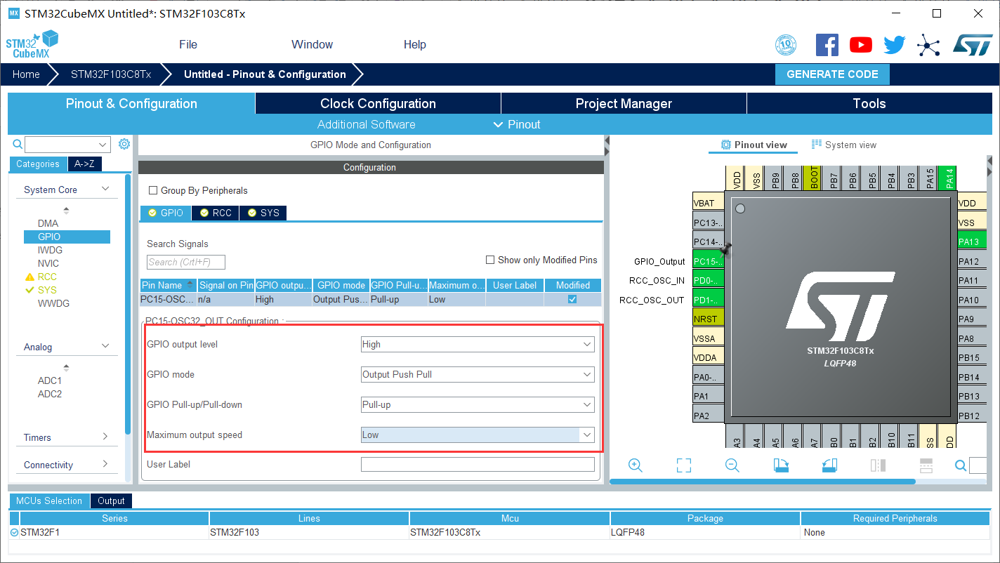 MX STM32CubeMX Untitled*: STM32F103C8Tx
STM32
CubeMX
File Window Help
10
Home STM32F103C8Tx Untitled - Pinout & Configuration GENERATE CODE
Pinout & Configuration Clock Configuration Project Manager Tools
Additional Software Pinout
GPIO Mode and Configuration
Categories A->Z
System Core
DMA
GPIO
IWDG
NVIC
RCC
SYS
WWDG
Analog
ADC1
ADC2
Timers
Connectivity
Configuration
Group By Peripherals
GPIO RCC SYS
Search Signals
Search (Crtl+F)
Show only Modified Pins
Pin Name Signal on Pin GPIO outpu... GPIO mode GPIO Pull-u... Maximum o... User Label Modified
PC15-OSC... n/a High Output Pus... Pull-up Low
PC15-OSC32_OUT Configuration :
GPIO output level High
GPIO mode Output Push Pull
GPIO Pull-up/Pull-down Pull-up
Maximum output speed Low
User Label
Pinout view System view
VDD VSS PB9 PB8 BOOT PB7 PB6 PB5 PB4 PB3 PA15 PA14
VBAT
PC13-..
PC14-..
GPIO_Output PC15-..
RCC_OSC_IN PD0-..
RCC_OSC_OUT PD1-..
NRST
VSSA
VDDA
PA0-..
PA1
PA2
STM32F103C8Tx
LQFP48
VDD
VSS
PA13
PA12
PA11
PA10
PA9
PA8
PB15
PB14
PB13
PB12
A3 A4 A5 A6 A7 B0 B1 B2 B10 B11 SS DD
MCUs Selection Output
Series Lines Mcu Package Required Peripherals
STM32F1 STM32F103 STM32F103C8Tx LQFP48 None